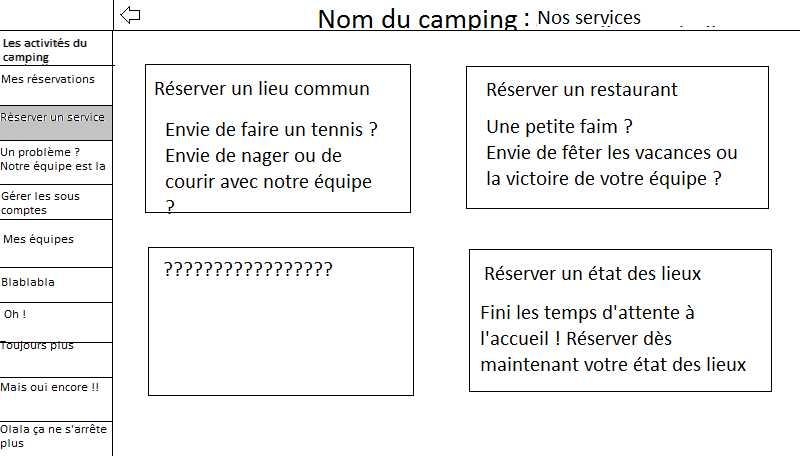 Nom du camping : Nos services
Les activités du
camping
Mes réservations
Réserver un service
Un problème ?
Notre équipe est la
Gérer les sous
comptes
Mes équipes
Blablabla
Oh !
Toujours plus
Mais oui encore !!
Olala ça ne s'arrête
plus
Réserver un lieu commun
Envie de faire un tennis ?
Envie de nager ou de
courir avec notre équipe
?
Réserver un restaurant
Une petite faim ?
Envie de fêter les vacances ou
la victoire de votre équipe ?
?????????????????
Réserver un état des lieux
Fini les temps d'attente à
l'accueil ! Réserver dès
maintenant votre état des lieux